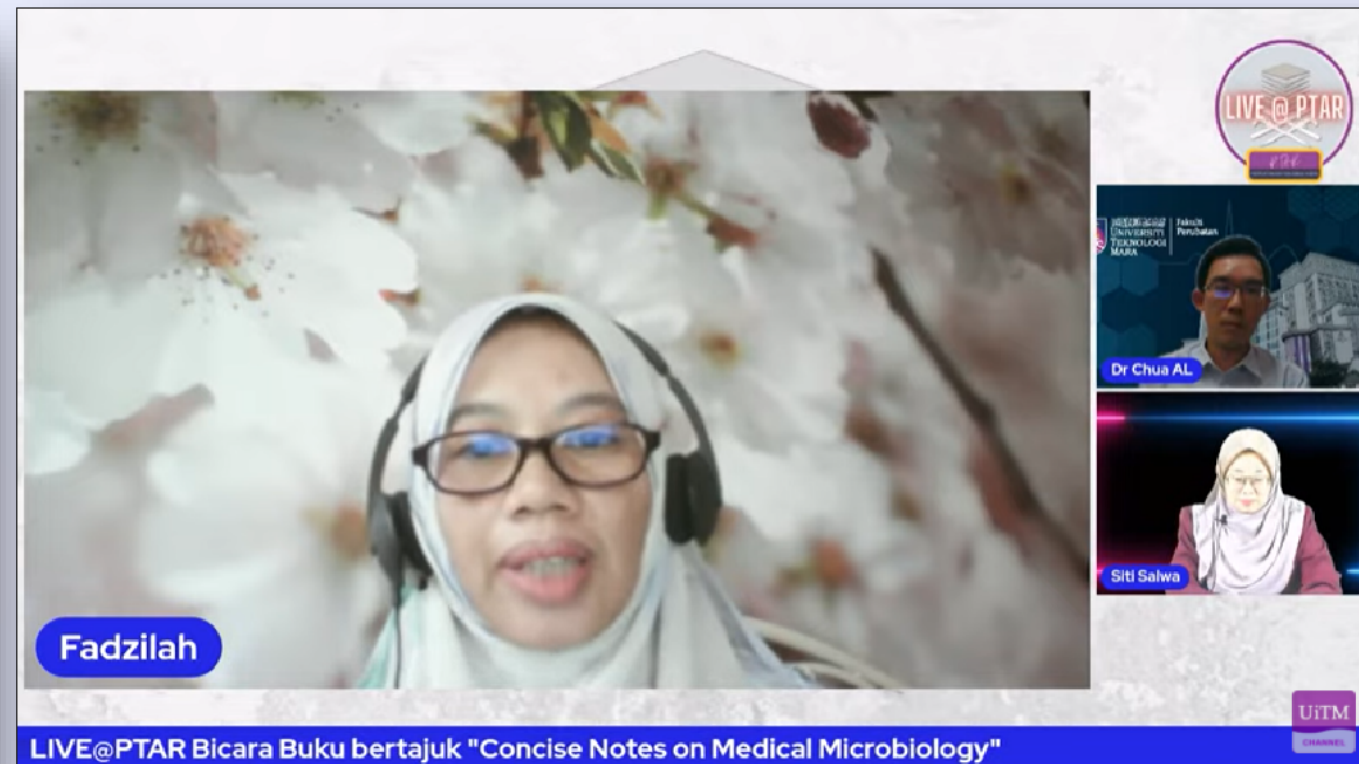 LIVE @ PTAR
UNIVERSITI
TEKNOLOGI
MARA
Fakulti
Perubatan
Dr Chua AL
Siti Salwa
Fadzilah
UiTM
CHANNEL
LIVE@PTAR Bicara Buku bertajuk "Concise Notes on Medical Microbiology"